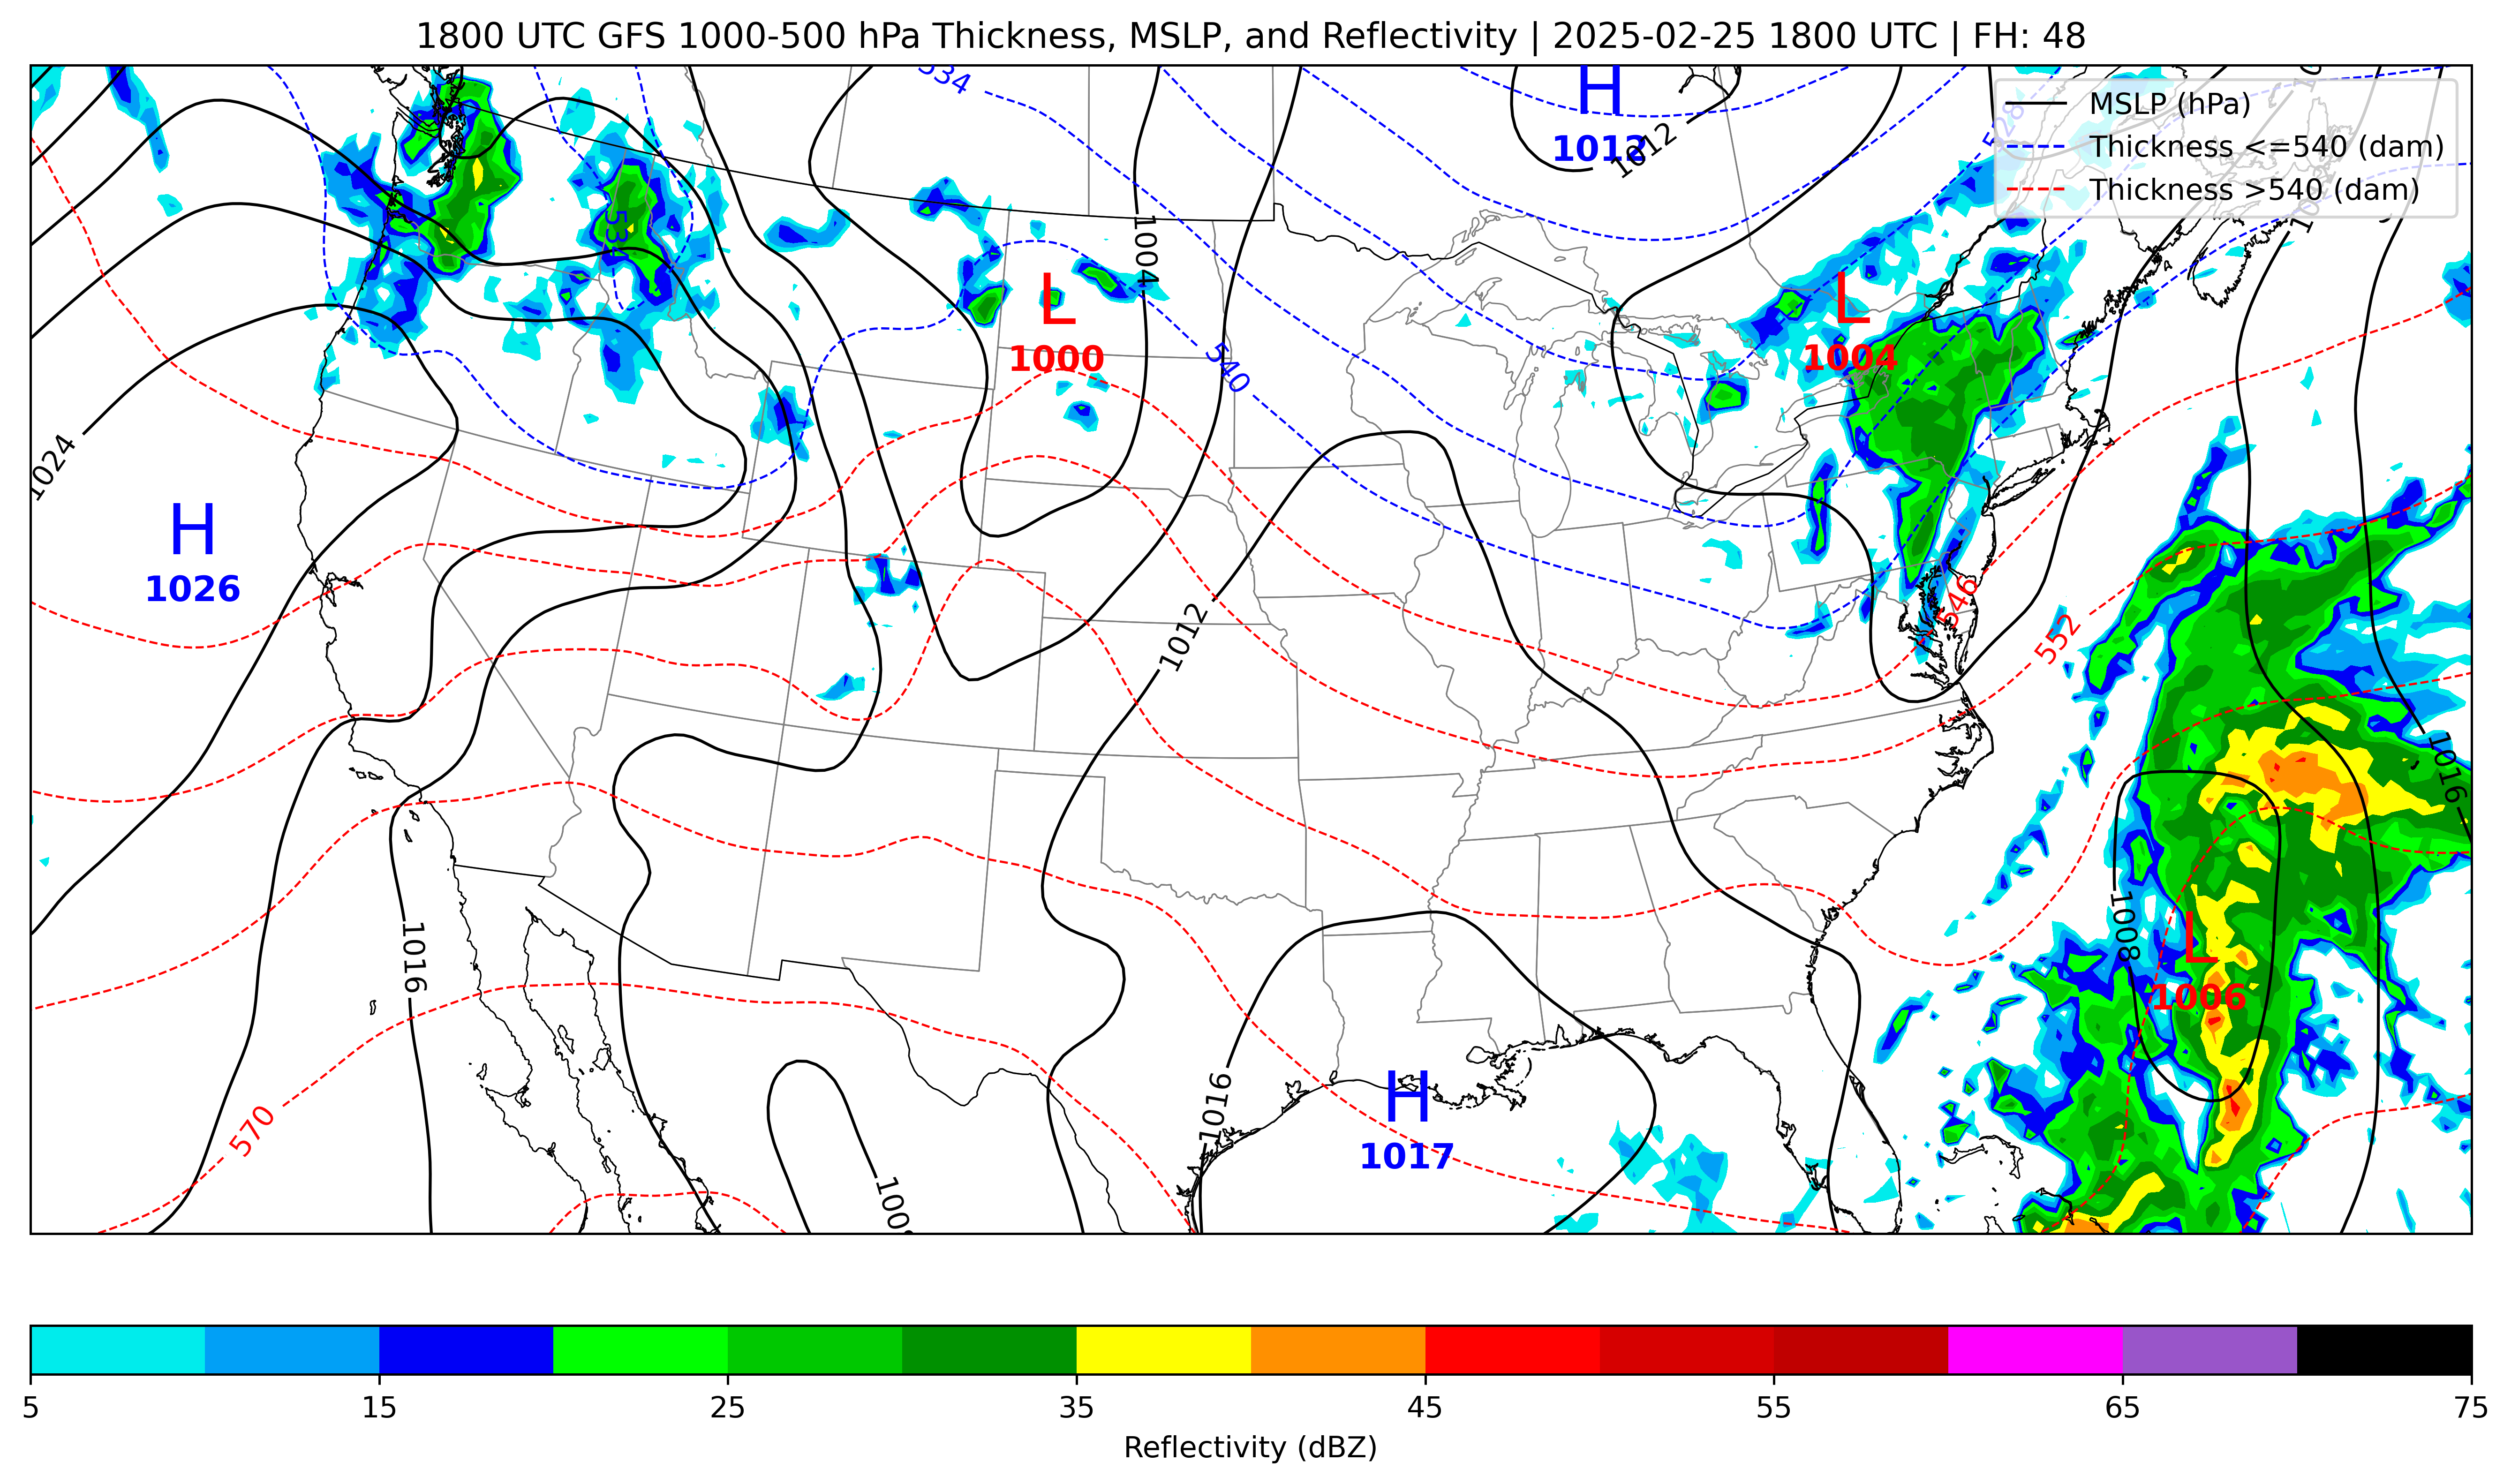 1800 UTC GFS 1000-500 hPa Thickness, MSLP, and Reflectivity | 2025-02-25 1800 UTC | FH: 48
MSLP (hPa)
Thickness <=540 (dam)
Thickness >540 (dam)
534
528
H
1012
1012
1004
534
L
1000
L
1004
540
1024
H
1026
546
552
1012
1016
1016
1008
L
1006
H
1017
1016
570
5
15
25
35
45
55
65
75
Reflectivity (dBZ)